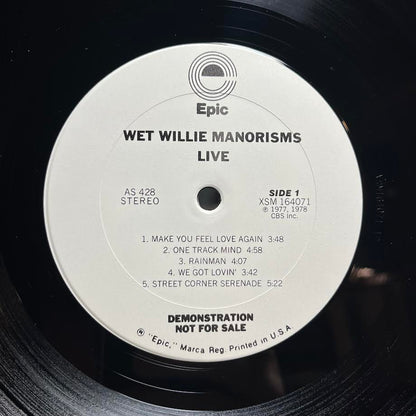 Epic
WET WILLIE MANORISMS
LIVE
AS 428
STEREO
SIDE 1
XSM 164071
℗ 1977, 1978
CBS Inc.
1. MAKE YOU FEEL LOVE AGAIN 3:48
2. ONE TRACK MIND 4:58
3. RAINMAN 4:07
4. WE GOT LOVIN' 3:42
5. STREET CORNER SERENADE 5:22
DEMONSTRATION
NOT FOR SALE
"Epic," Marca Reg. Printed in U.S.A.